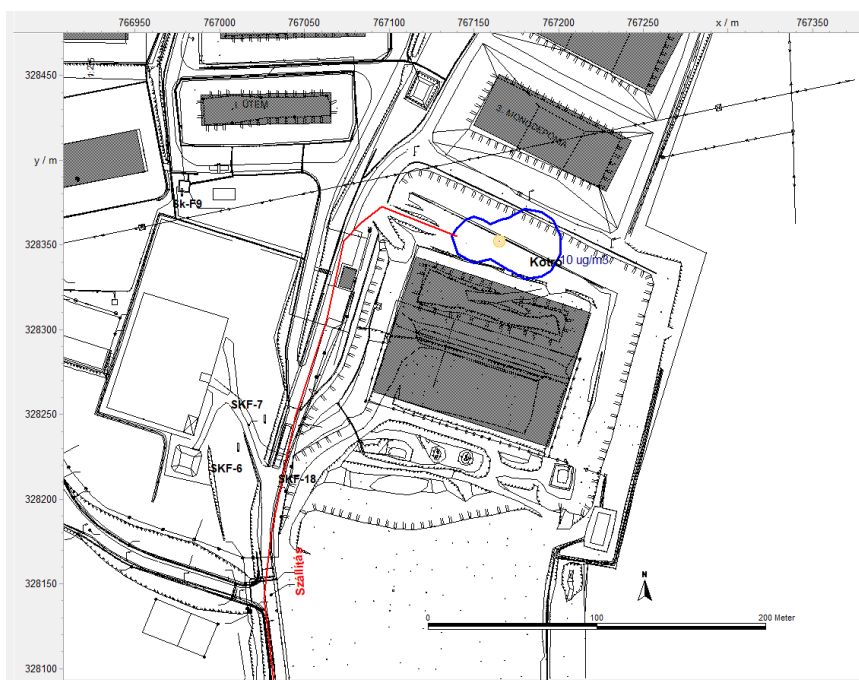 766950 767000 767050 767100 767150 767200 767250 x / m 767350
328450
y / m
328350
328300
328250
328200
328150
328100
I. ÜTEM
3. MONODEPÓNIA
Sk-F9
Kotró
10 ug/m3
SKF-7
SKF-6
SKF-18
Szállítás
N
0 100 200 Meter